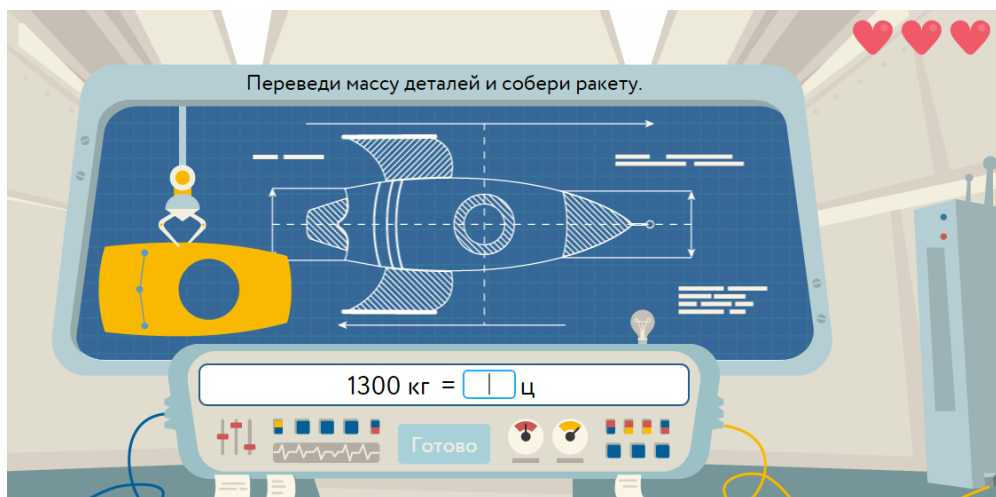 Переведи массу деталей и собери ракету.
1300 кг = ц
Готово